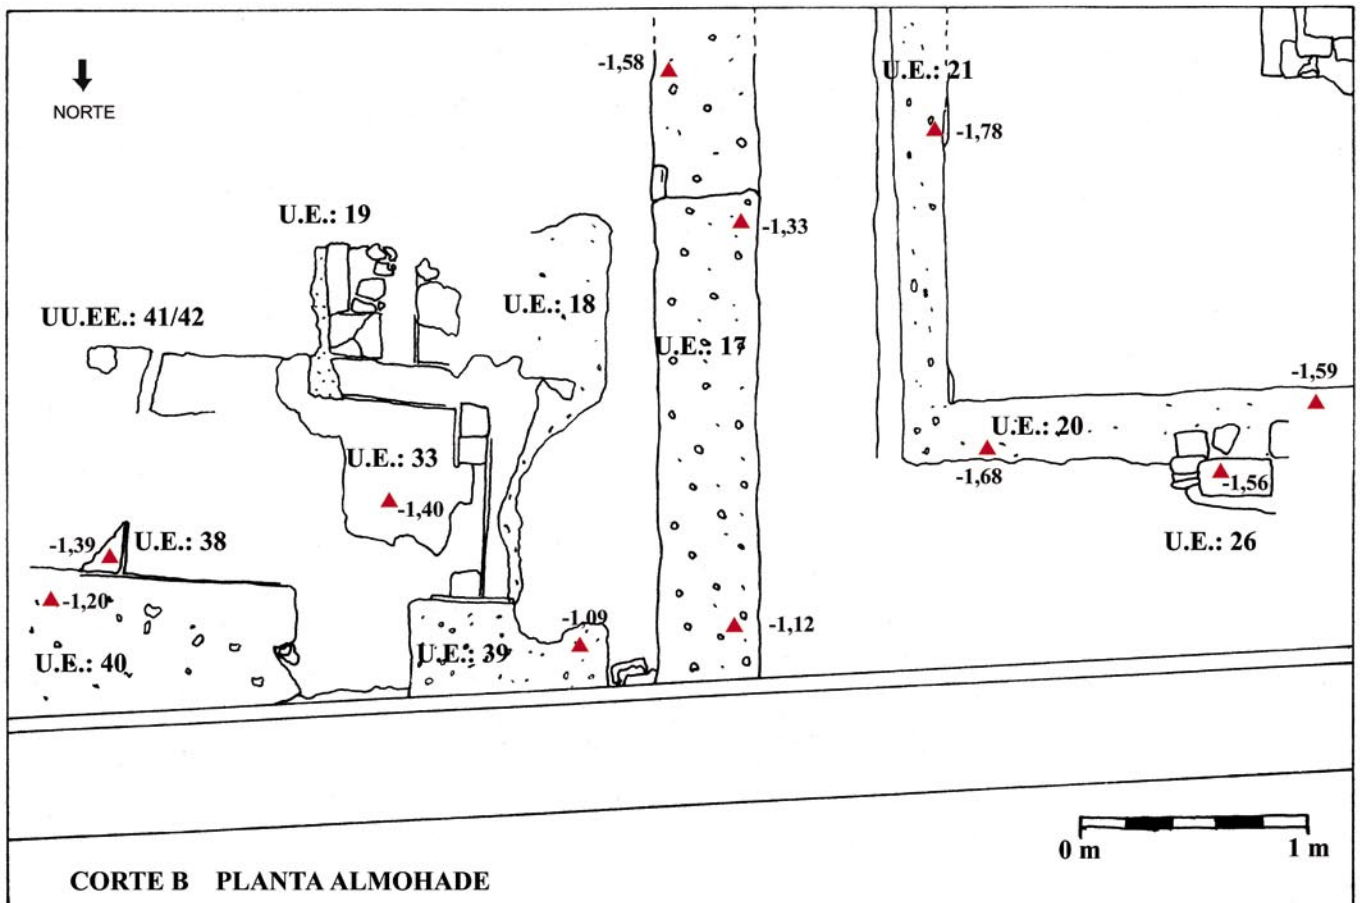 -1,58
U.E.: 21
NORTE
-1,78
U.E.: 19
-1,33
U.E.: 18
UU.EE.: 41/42
U.E.: 17
-1,59
U.E.: 20
U.E.: 33
-1,68
-1,56
-1,40
U.E.: 38
U.E.: 26
-1,39
-1,20
-1,09
-1,12
U.E.: 39
U.E.: 40
0 m
1 m
CORTE B PLANTA ALMOHADE